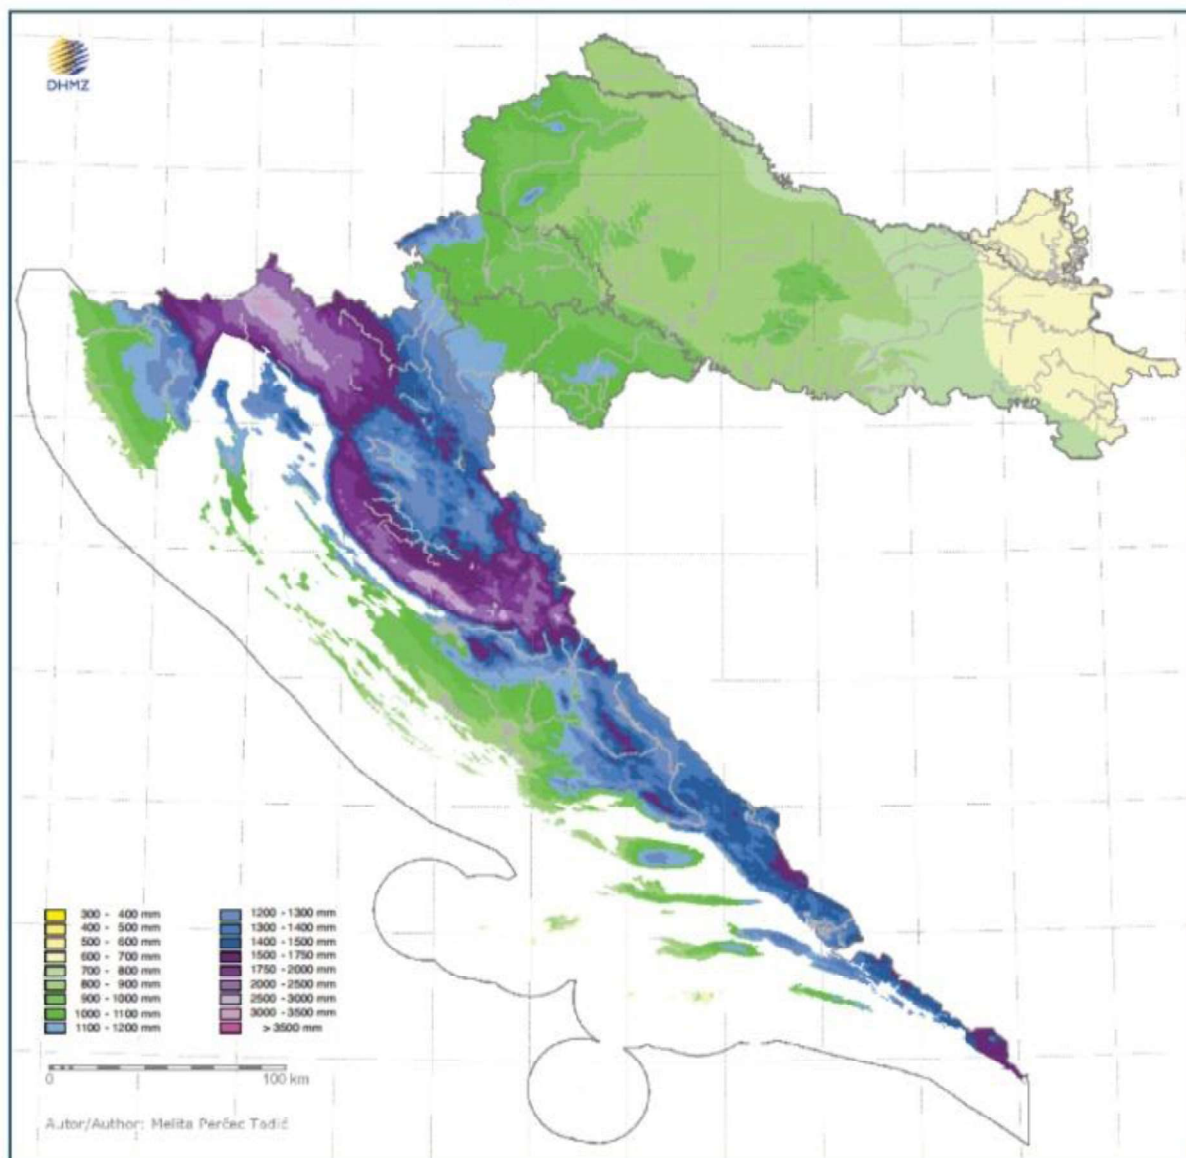 DHMZ
300 - 400 mm
400 - 500 mm
500 - 600 mm
600 - 700 mm
700 - 800 mm
800 - 900 mm
900 - 1000 mm
1000 - 1100 mm
1100 - 1200 mm
1200 - 1300 mm
1300 - 1400 mm
1400 - 1500 mm
1500 - 1750 mm
1750 - 2000 mm
2000 - 2500 mm
2500 - 3000 mm
3000 - 3500 mm
> 3500 mm
0 100 km
Autor/Author: Melita Perčec Tadić